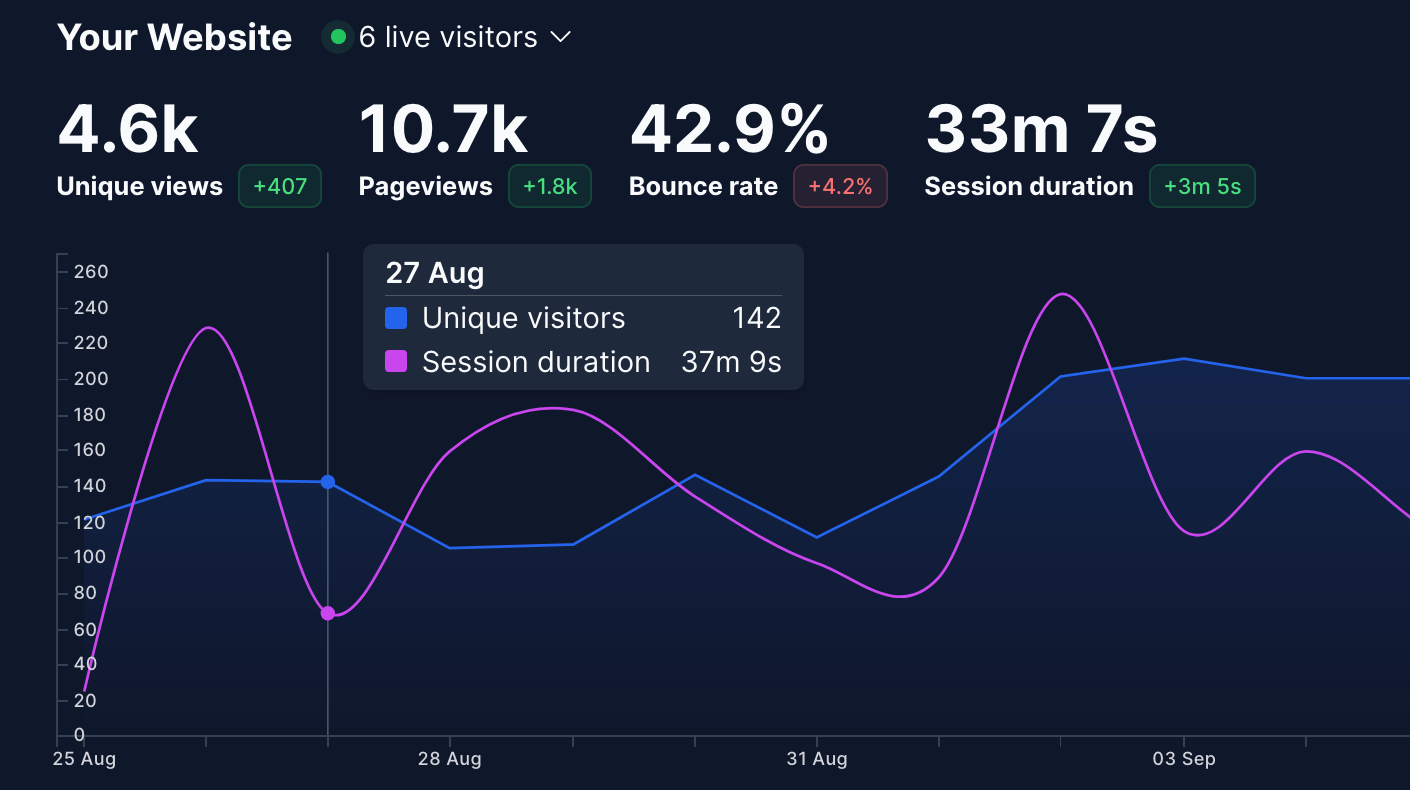 Your Website 6 live visitors
4.6k 10.7k 42.9% 33m 7s
Unique views +407 Pageviews +1.8k Bounce rate +4.2% Session duration +3m 5s
27 Aug
Unique visitors 142
Session duration 37m 9s
260
240
220
200
180
160
140
120
100
80
60
40
20
0
25 Aug 28 Aug 31 Aug 03 Sep